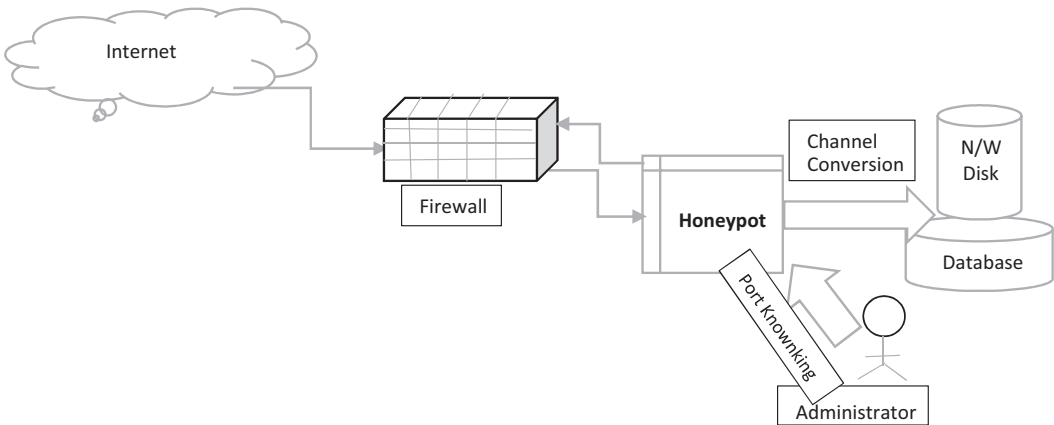 Internet
Firewall
Honeypot
Channel
Conversion
N/W
Disk
Database
Port Knownking
Administrator